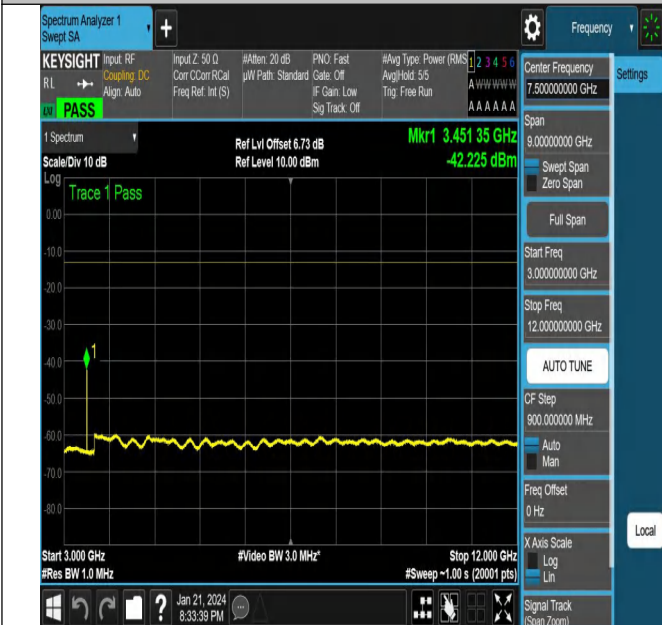 Spectrum Analyzer 1
Swept SA
Frequency
KEYSIGHT
RL
Input: RF
Coupling: DC
Align: Auto
Input Z: 50 Ω
Corr CCorr RCal
Freq Ref: Int (S)
#Atten: 20 dB
µW Path: Standard
PNO: Fast
Gate: Off
IF Gain: Low
Sig Track: Off
#Avg Type: Power (RMS
Avg|Hold: 5/5
Trig: Free Run
1 2 3 4 5 6
A W W W W W
A A A A A A
LXI
PASS
1 Spectrum
Scale/Div 10 dB
Ref Lvl Offset 6.73 dB
Ref Level 10.00 dBm
Mkr1 3.451 35 GHz
-42.225 dBm
Log
Trace 1 Pass
0.00
-10.0
-20.0
-30.0
-40.0
-50.0
-60.0
-70.0
-80.0
1
Start 3.000 GHz
#Res BW 1.0 MHz
#Video BW 3.0 MHz*
Stop 12.000 GHz
#Sweep ~1.00 s (20001 pts)
Jan 21, 2024
8:33:39 PM
Center Frequency
7.500000000 GHz
Settings
Span
9.00000000 GHz
Swept Span
Zero Span
Full Span
Start Freq
3.000000000 GHz
Stop Freq
12.000000000 GHz
AUTO TUNE
CF Step
900.000000 MHz
Auto
Man
Freq Offset
0 Hz
X Axis Scale
Log
Lin
Local
Signal Track
(Span Zoom)